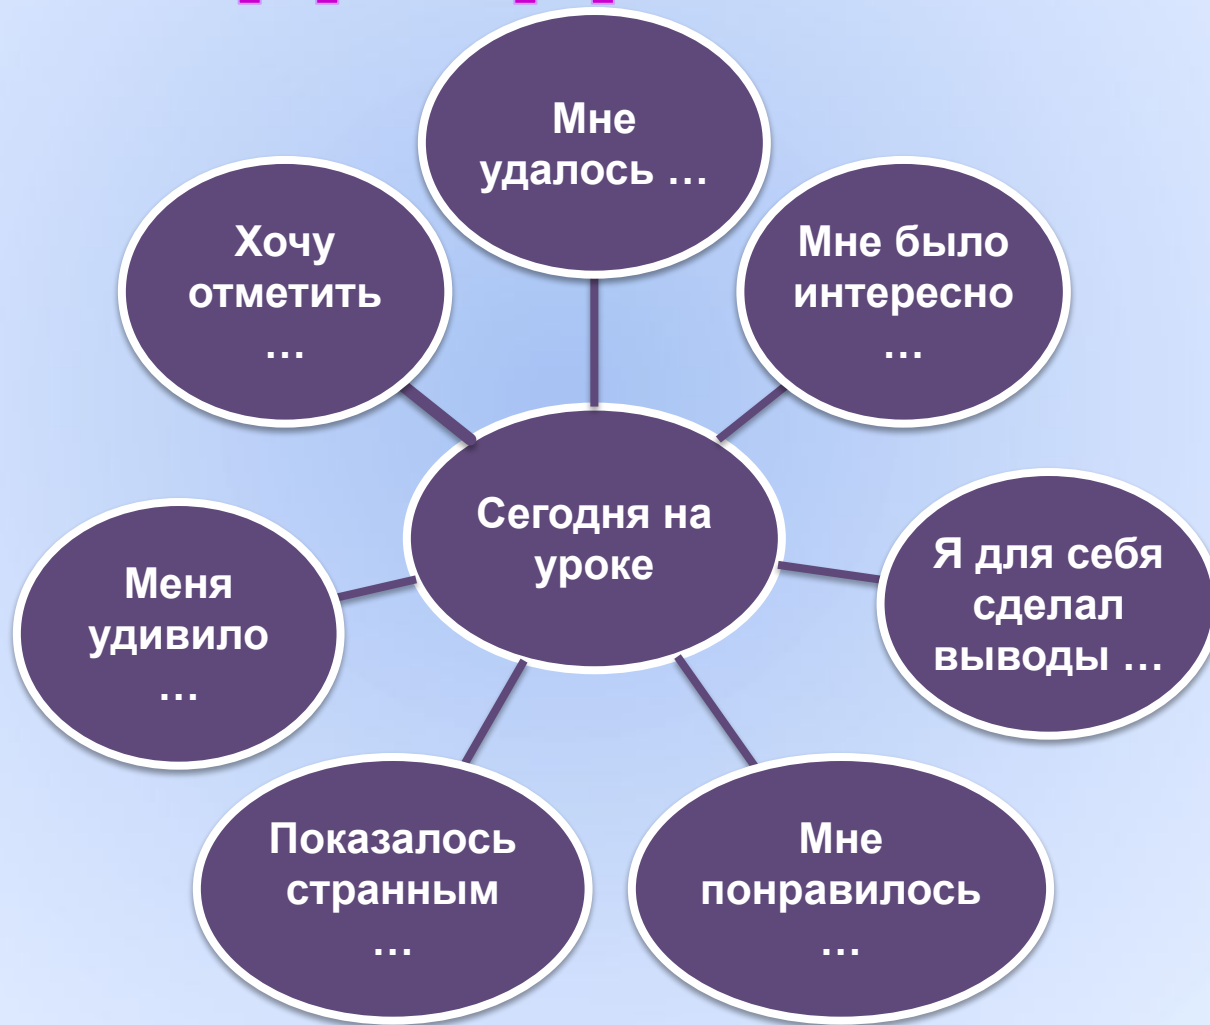 Мне
удалось …
Хочу
отметить
…
Мне было
интересно
…
Сегодня на
уроке
Я для себя
сделал
выводы …
Меня
удивило
…
Показалось
странным
…
Мне
понравилось
…